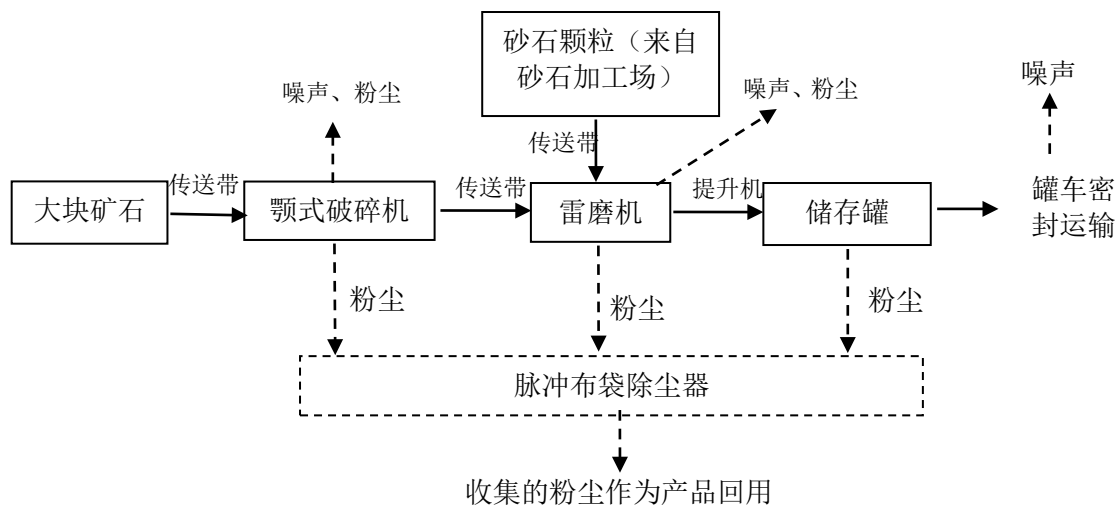 砂石颗粒（来自
砂石加工场）
噪声、粉尘
噪声、粉尘
噪声
传送带
传送带
传送带
提升机
大块矿石
颚式破碎机
雷磨机
储存罐
罐车密
封运输
粉尘
粉尘
粉尘
脉冲布袋除尘器
收集的粉尘作为产品回用